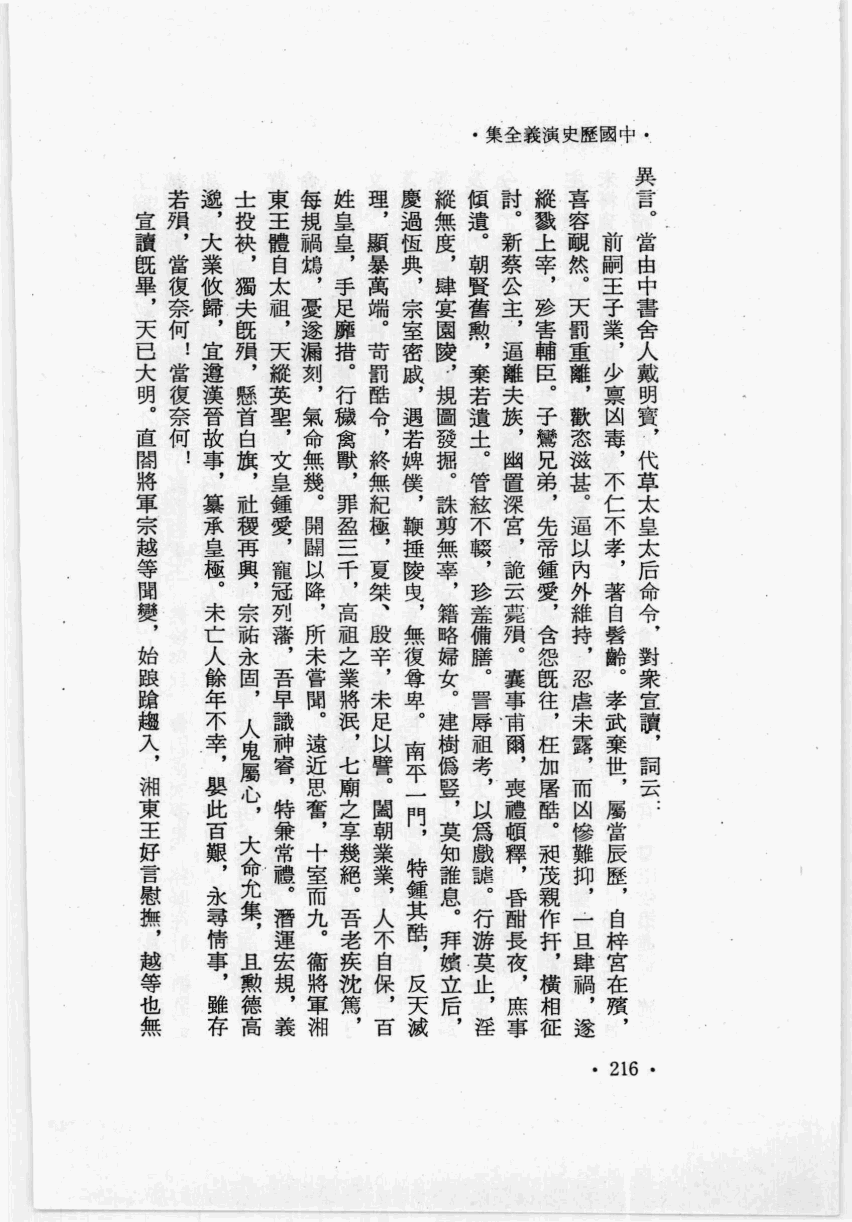 ·中國歷史演義全集·
異言。當由中書舍人戴明寶，代草太皇太后命令，對衆宣讀，詞云：
前嗣王子業，少禀凶毒，不仁不孝，著自髫齡。孝武棄世，屬當辰歷，自梓宮在殯，
喜容靦然。天罰重離，歡恣滋甚。逼以內外維持，忍虐未露，而凶慘難抑，一旦肆禍，遂
縱戮上宰，殄害輔臣。子鸞兄弟，先帝鍾愛，含怨既往，枉加屠酷。昶茂親作扞，橫相征
討。新蔡公主，逼離夫族，幽置深宮，詭云薨殞。襄事甫爾，喪禮頓釋，昏酣長夜，庶事
傾遺。朝賢舊勳，棄若遺土。管絃不輟，珍羞備膳。詈辱祖考，以爲戲謔。行游莫止，淫
縱無度，肆宴園陵，規圖發掘。誅剪無辜，籍略婦女。建樹僞豎，莫知誰息。拜嬪立后，
慶過恆典，宗室密戚，遇若婢僕，鞭捶陵曳，無復尊卑。南平一門，特鍾其酷，反天滅
理，顯暴萬端。苛罰酷令，終無紀極，夏桀、殷辛，未足以譬。闔朝業業，人不自保，百
姓皇皇，手足靡措。行穢禽獸，罪盈三千，高祖之業將泯，七廟之享幾絕。吾老疾沈篤，
每規禍鴆，憂遂漏刻，氣命無幾。開闢以降，所未嘗聞。遠近思奮，十室而九。衞將軍湘
東王體自太祖，天縱英聖，文皇鍾愛，寵冠列藩，吾早識神睿，特兼常禮。潛運宏規，義
士投袂，獨夫既殞，懸首白旗，社稷再興，宗祐永固，人鬼屬心，大命允集，且勳德高
邈，大業攸歸，宜遵漢晉故事，纂承皇極。未亡人餘年不幸，嬰此百艱，永尋情事，雖存
若殞，當復奈何！當復奈何！
宣讀既畢，天已大明。直閤將軍宗越等聞變，始踉蹌趨入，湘東王好言慰撫，越等也無
·216·